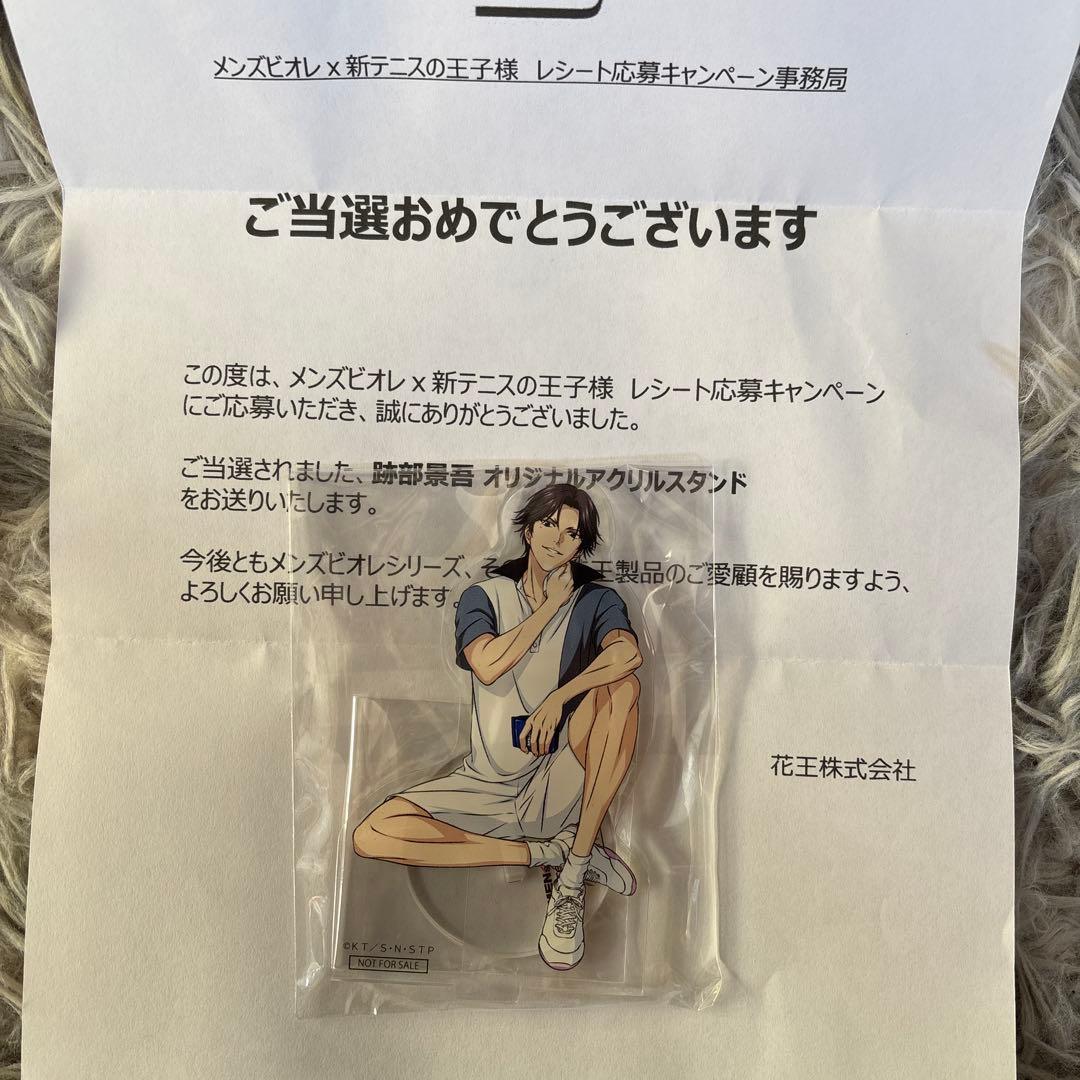 メンズビオレ x 新テニスの王子様 レシート応募キャンペーン事務局
ご当選おめでとうございます
この度は、メンズビオレ x 新テニスの王子様 レシート応募キャンペーン
にご応募いただき、誠にありがとうございました。
ご当選されました、跡部景吾 オリジナルアクリルスタンド
をお送りいたします。
今後ともメンズビオレシリーズ、そ 王製品のご愛顧を賜りますよう、
よろしくお願い申し上げます。
花王株式会社
©KT/S・N・STP
NOT FOR SALE